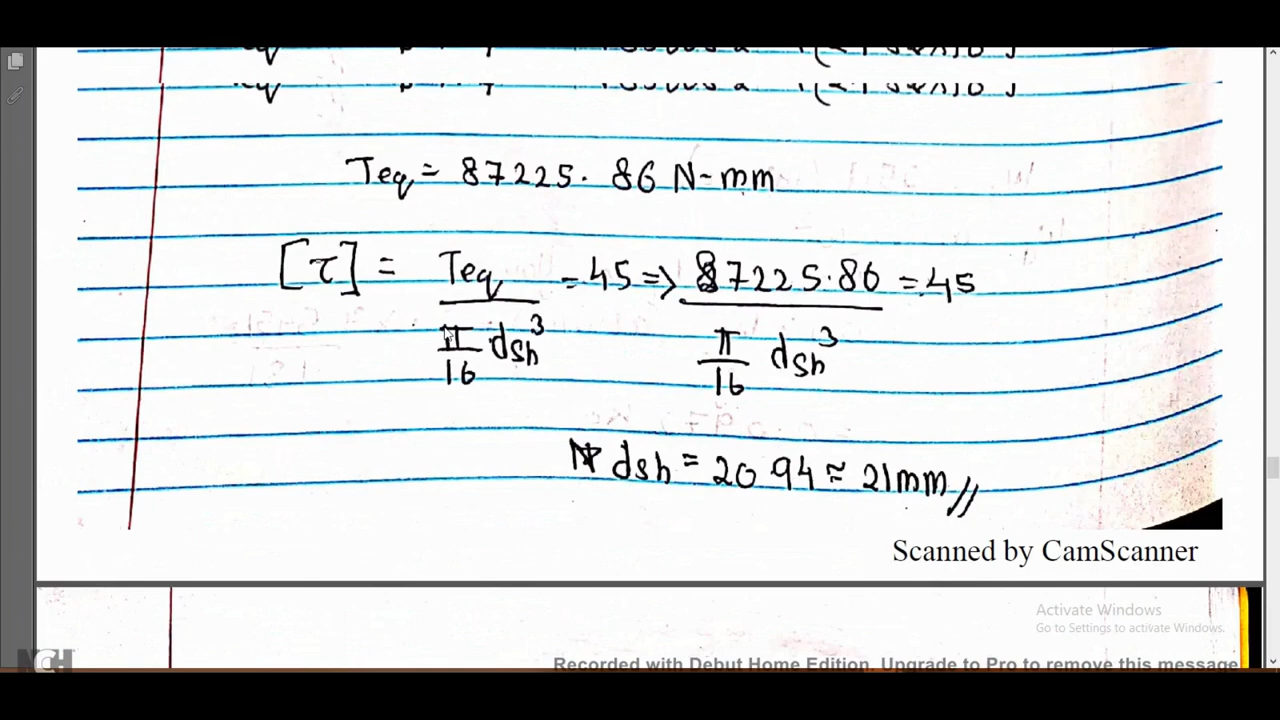 Teq = 87225.86 N-mm
[τ] = Teq = 45 => 87225.86 = 45
π/16 dsh³ π/16 dsh³
dsh = 20.94 ≈ 21mm //
Scanned by CamScanner
Activate Windows
Go to Settings to activate Windows.
NCH
Recorded with Debut Home Edition. Upgrade to Pro to remove this message